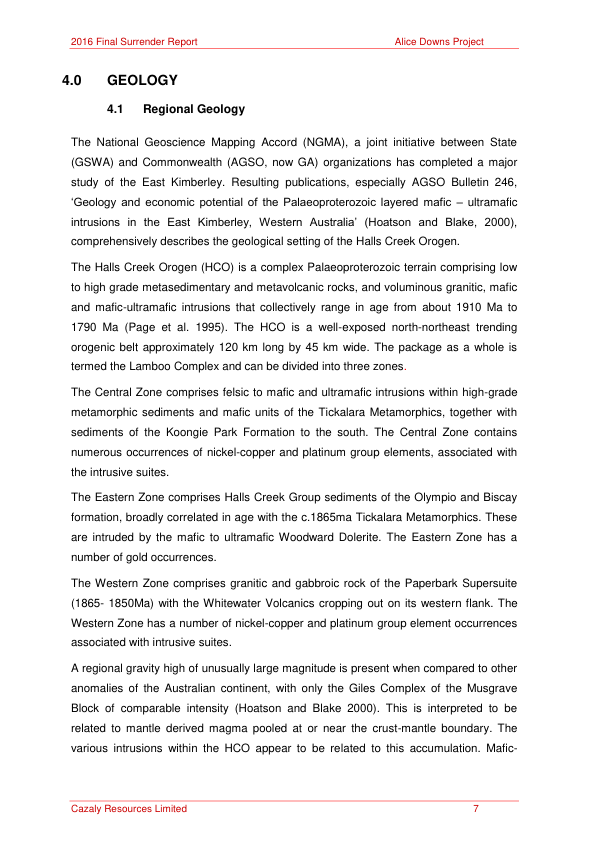 2016 Final Surrender Report Alice Downs Project
4.0 GEOLOGY
4.1 Regional Geology
The National Geoscience Mapping Accord (NGMA), a joint initiative between State
(GSWA) and Commonwealth (AGSO, now GA) organizations has completed a major
study of the East Kimberley. Resulting publications, especially AGSO Bulletin 246,
‘Geology and economic potential of the Palaeoproterozoic layered mafic – ultramafic
intrusions in the East Kimberley, Western Australia’ (Hoatson and Blake, 2000),
comprehensively describes the geological setting of the Halls Creek Orogen.
The Halls Creek Orogen (HCO) is a complex Palaeoproterozoic terrain comprising low
to high grade metasedimentary and metavolcanic rocks, and voluminous granitic, mafic
and mafic-ultramafic intrusions that collectively range in age from about 1910 Ma to
1790 Ma (Page et al. 1995). The HCO is a well-exposed north-northeast trending
orogenic belt approximately 120 km long by 45 km wide. The package as a whole is
termed the Lamboo Complex and can be divided into three zones.
The Central Zone comprises felsic to mafic and ultramafic intrusions within high-grade
metamorphic sediments and mafic units of the Tickalara Metamorphics, together with
sediments of the Koongie Park Formation to the south. The Central Zone contains
numerous occurrences of nickel-copper and platinum group elements, associated with
the intrusive suites.
The Eastern Zone comprises Halls Creek Group sediments of the Olympio and Biscay
formation, broadly correlated in age with the c.1865ma Tickalara Metamorphics. These
are intruded by the mafic to ultramafic Woodward Dolerite. The Eastern Zone has a
number of gold occurrences.
The Western Zone comprises granitic and gabbroic rock of the Paperbark Supersuite
(1865- 1850Ma) with the Whitewater Volcanics cropping out on its western flank. The
Western Zone has a number of nickel-copper and platinum group element occurrences
associated with intrusive suites.
A regional gravity high of unusually large magnitude is present when compared to other
anomalies of the Australian continent, with only the Giles Complex of the Musgrave
Block of comparable intensity (Hoatson and Blake 2000). This is interpreted to be
related to mantle derived magma pooled at or near the crust-mantle boundary. The
various intrusions within the HCO appear to be related to this accumulation. Mafic-
Cazaly Resources Limited 7